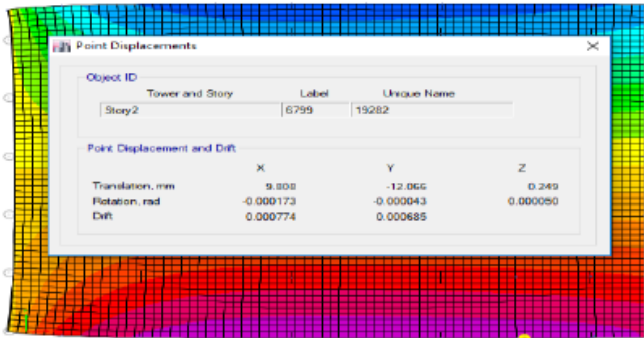 Point Displacements
Object ID
Tower and Story Label Unique Name
Story2 6799 19282
Point Displacement and Drift
X Y Z
Translation, mm 9.808 -12.066 0.249
Rotation, rad -0.000173 -0.000043 0.000050
Drift 0.000774 0.000685